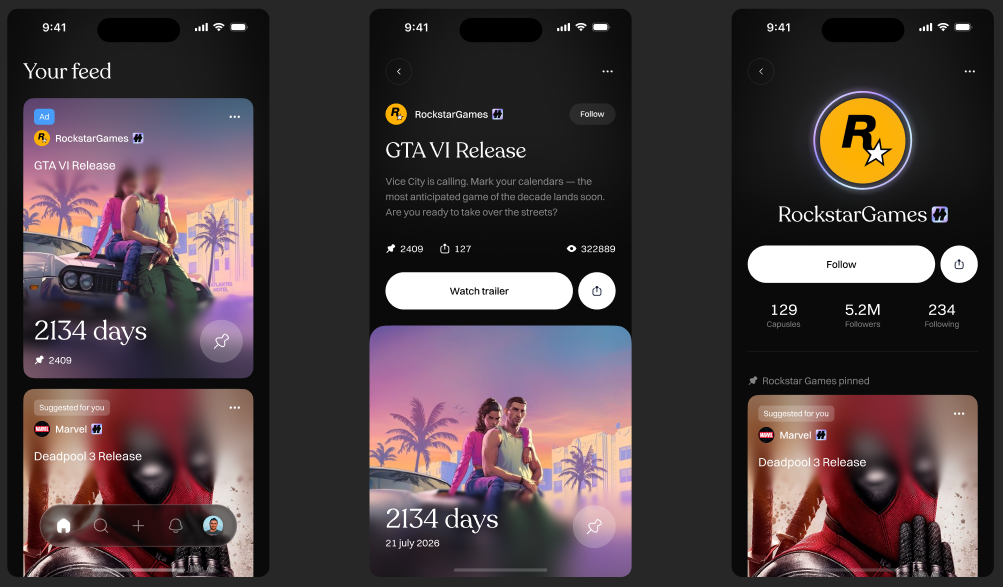 9:41
Your feed
Ad
RockstarGames
GTA VI Release
2134 days
2409
Suggested for you
MARVEL
Marvel
Deadpool 3 Release
9:41
RockstarGames
Follow
GTA VI Release
Vice City is calling. Mark your calendars — the
most anticipated game of the decade lands soon.
Are you ready to take over the streets?
2409
127
322889
Watch trailer
2134 days
21 july 2026
9:41
R
RockstarGames
Follow
129
5.2M
234
Capusles
Followers
Following
Rockstar Games pinned
Suggested for you
MARVEL
Marvel
Deadpool 3 Release